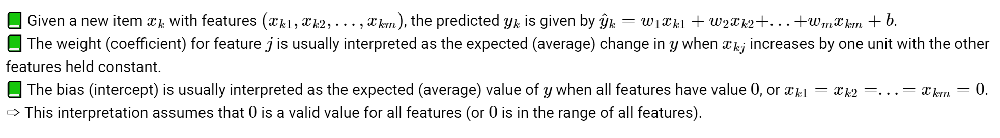 📗 Given a new item $x_k$ with features $(x_{k1}, x_{k2}, \ldots, x_{km})$, the predicted $y_k$ is given by $\hat{y}_k = w_1 x_{k1} + w_2 x_{k2} + \ldots + w_m x_{km} + b$.
📗 The weight (coefficient) for feature $j$ is usually interpreted as the expected (average) change in $y$ when $x_{kj}$ increases by one unit with the other
features held constant.
📗 The bias (intercept) is usually interpreted as the expected (average) value of $y$ when all features have value $0$, or $x_{k1} = x_{k2} = \ldots = x_{km} = 0$.
➩ This interpretation assumes that $0$ is a valid value for all features (or $0$ is in the range of all features).